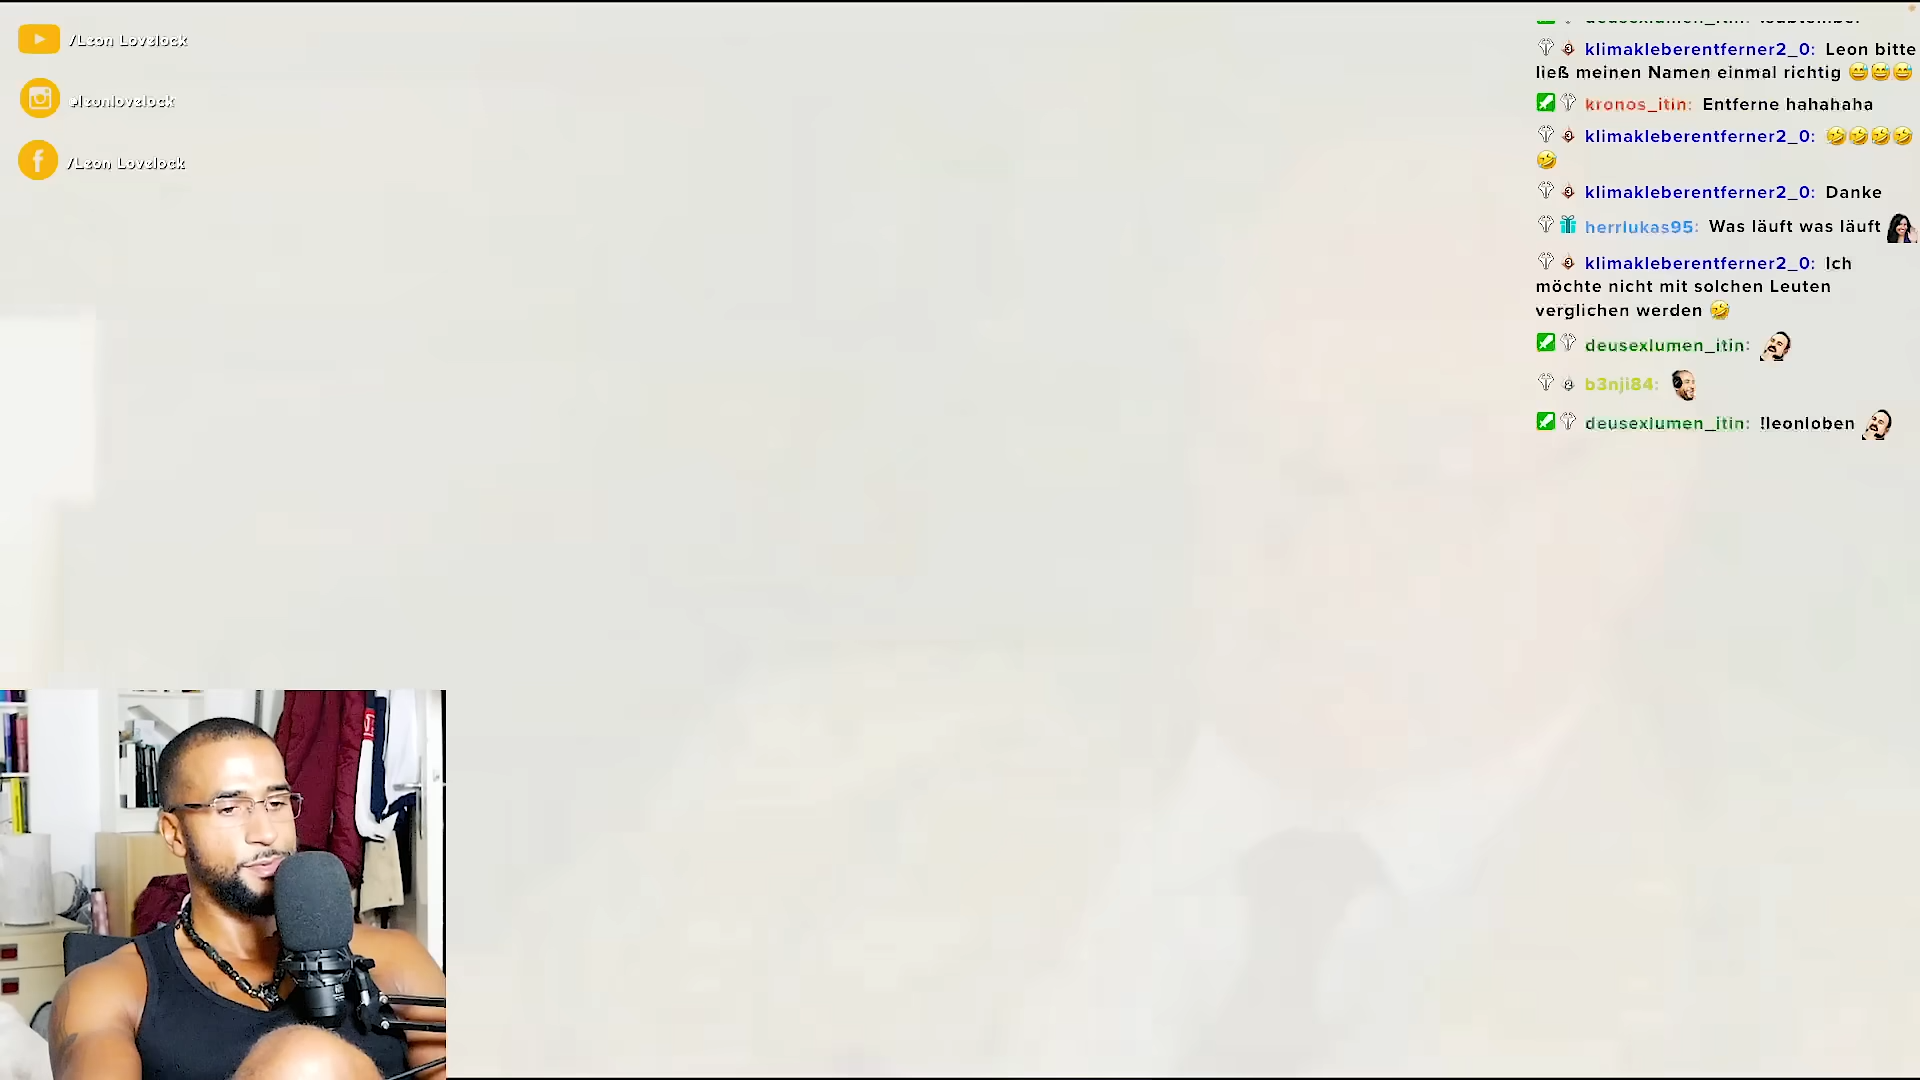 /Leon Lovelock
@leonlovelock
/Leon Lovelock
klimakleberentferner2_0: Leon bitte
ließ meinen Namen einmal richtig 😅😅😅
kronos_itin: Entferne hahahaha
klimakleberentferner2_0: 🤣🤣🤣🤣
🤣
klimakleberentferner2_0: Danke
herrlukas95: Was läuft was läuft
klimakleberentferner2_0: Ich
möchte nicht mit solchen Leuten
verglichen werden 🤣
deusexlumen_itin:
b3nji84:
deusexlumen_itin: !leonloben